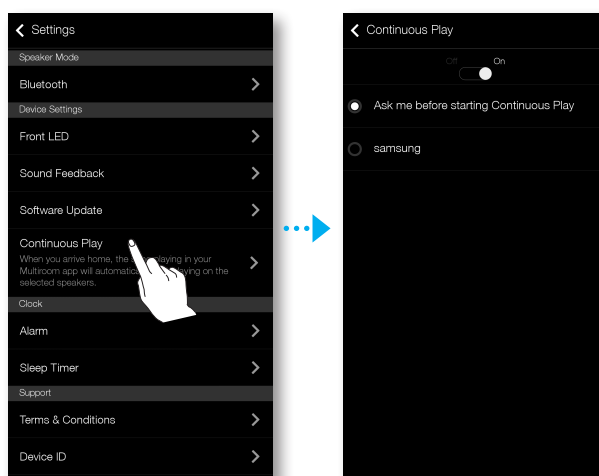 Settings
Speaker Mode
Bluetooth
Device Settings
Front LED
Sound Feedback
Software Update
Continuous Play
When you arrive home, the playing in your
Multiroom app will playing on the
selected speakers.
Clock
Alarm
Sleep Timer
Support
Terms & Conditions
Device ID
Continuous Play
Off On
Ask me before starting Continuous Play
samsung